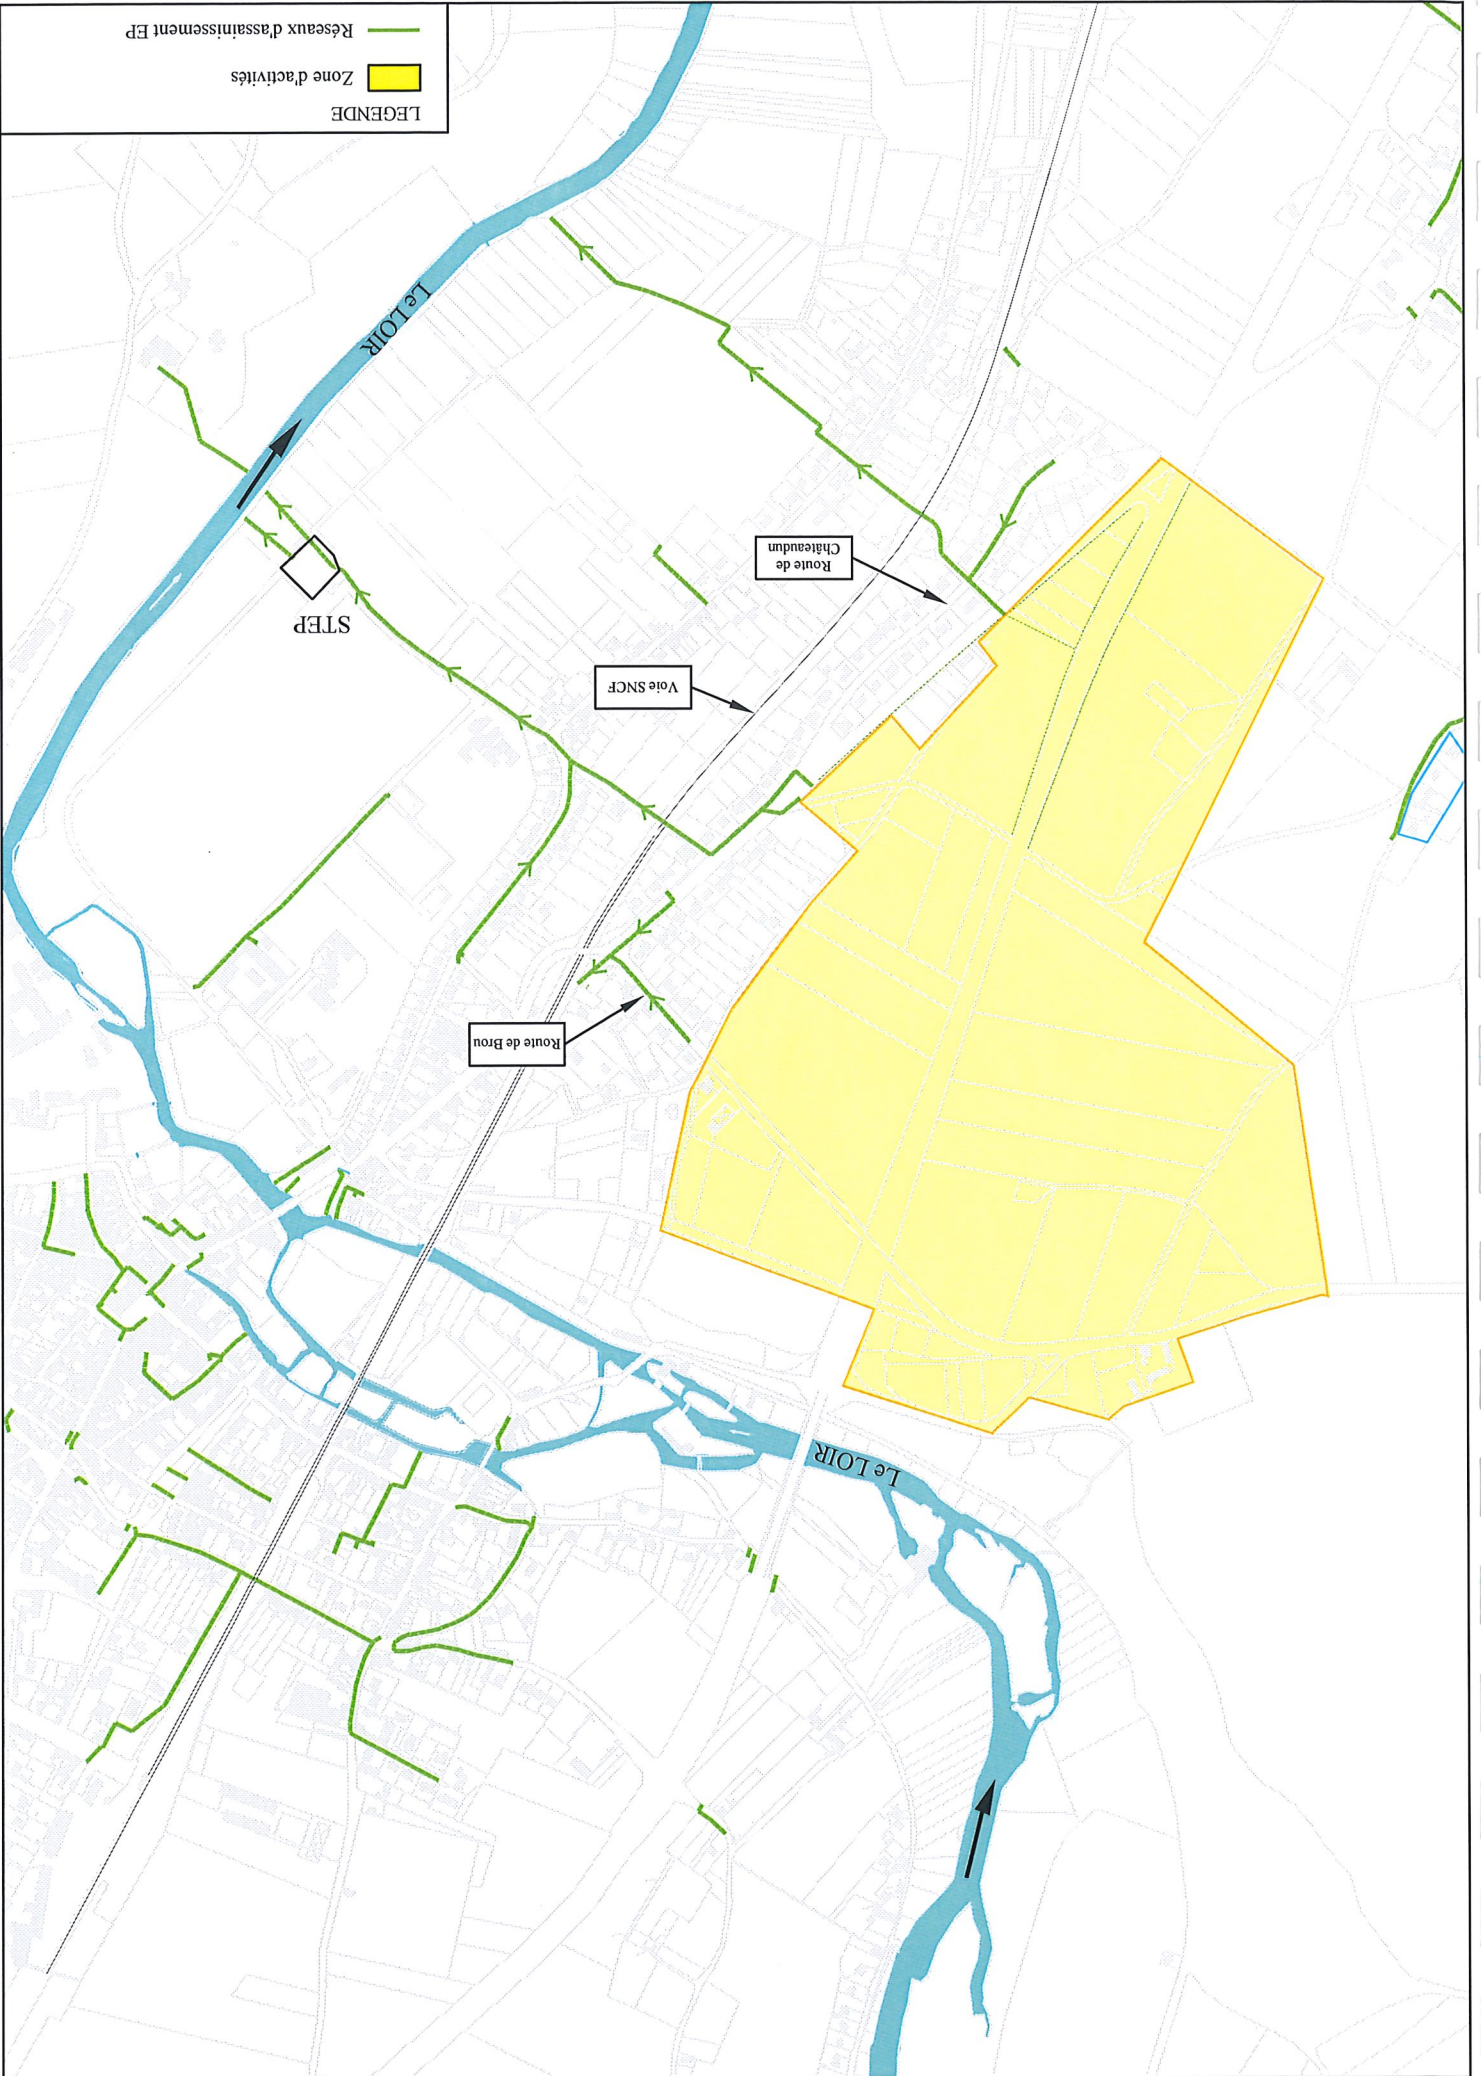 Le LOIR
Route de Brou
Voie SNCF
STEP
Route de
Châteaudun
Le LOIR
LEGENDE
Zone d'activités
Réseaux d'assainissement EP